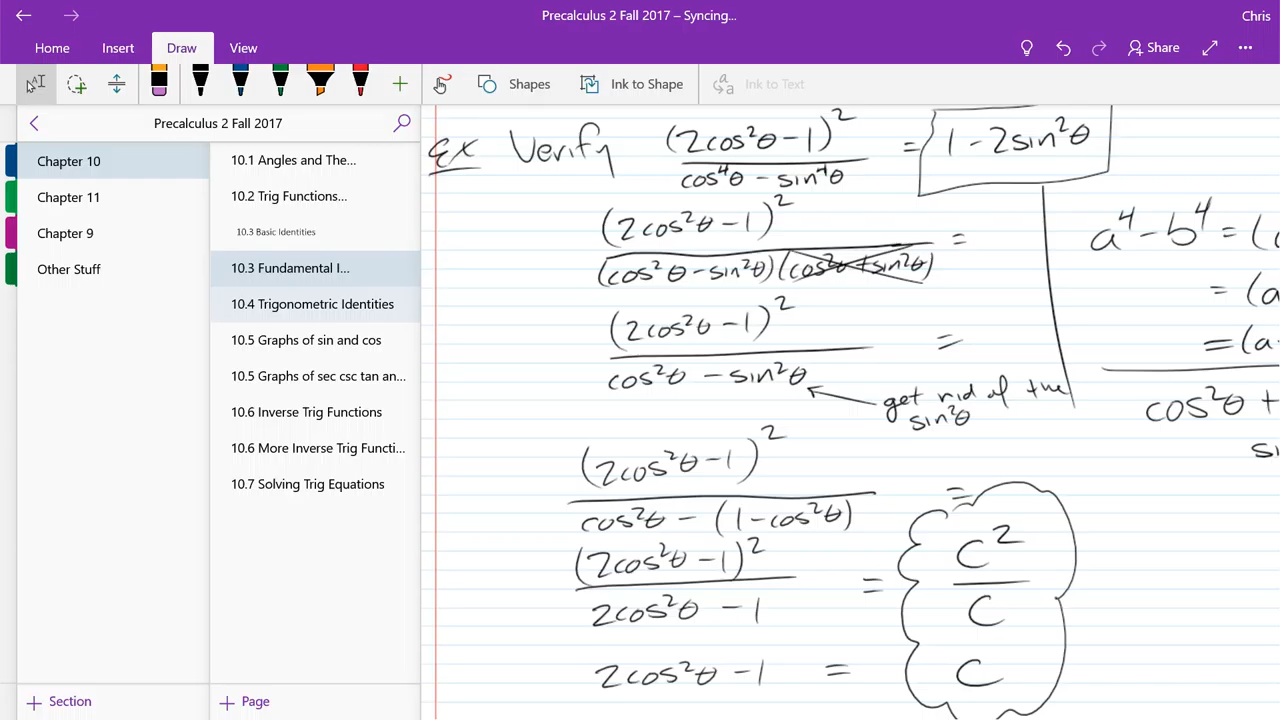 Precalculus 2 Fall 2017 – Syncing...
Chris
Home Insert Draw View
Share
Shapes Ink to Shape Ink to Text
Precalculus 2 Fall 2017
Chapter 10
Chapter 11
Chapter 9
Other Stuff
10.1 Angles and The...
10.2 Trig Functions...
10.3 Basic Identities
10.3 Fundamental I...
10.4 Trigonometric Identities
10.5 Graphs of sin and cos
10.5 Graphs of sec csc tan an...
10.6 Inverse Trig Functions
10.6 More Inverse Trig Functi...
10.7 Solving Trig Equations
Section
Page
Ex Verify (2cos²θ – 1)² / cos⁴θ – sin⁴θ = 1 – 2sin²θ
(2cos²θ – 1)² / (cos²θ – sin²θ)(cos²θ + sin²θ) =
(2cos²θ – 1)² / cos²θ – sin²θ =
get rid of the
sin²θ
(2cos²θ – 1)² / cos²θ – (1 – cos²θ) =
(2cos²θ – 1)² / 2cos²θ – 1 =
2cos²θ – 1 =
C² / C
C
a⁴ – b⁴ = (
= (a
= (a-
cos²θ +
si